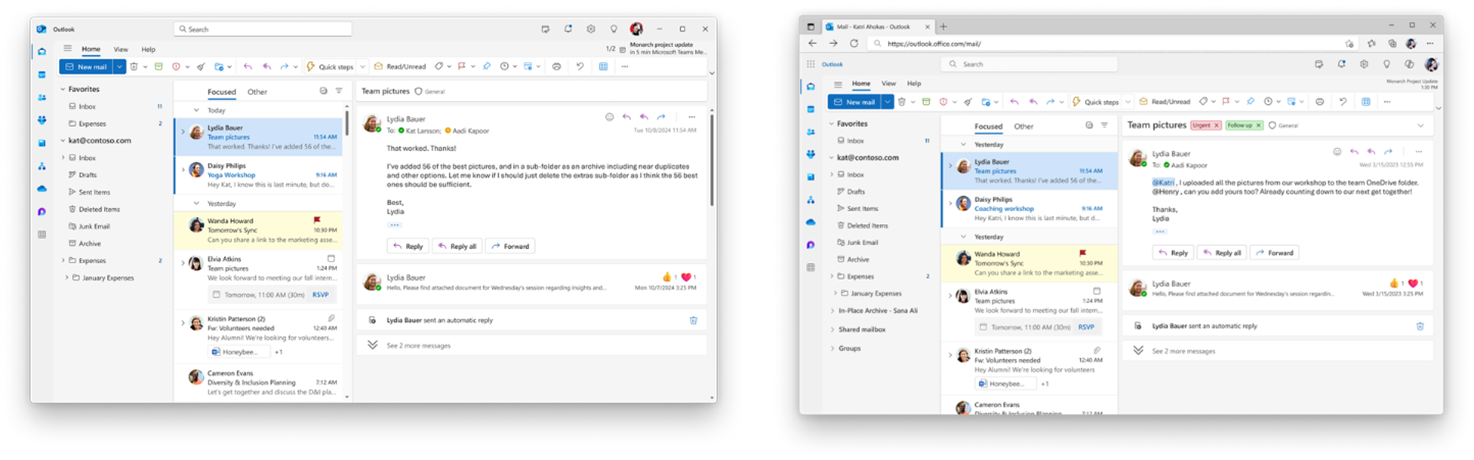 Outlook
Search
Home View Help
1/2 Monarch project update
in 5 min Microsoft Teams Me...
New mail
Quick steps
Read/Unread
Favorites
Inbox 11
Expenses 2
kat@contoso.com
Inbox
Drafts
Sent Items
Deleted Items
Junk Email
Archive
Expenses 2
January Expenses
Focused Other
Today
Lydia Bauer
Team pictures 11:54 AM
That worked. Thanks! I've added 56 of the...
Daisy Philips
Yoga Workshop 9:16 AM
Hey Kat, I know this is last minute, but do...
Yesterday
Wanda Howard
Tomorrow's Sync 10:30 PM
Can you share a link to the marketing asse...
Elvia Atkins
Team pictures 1:24 PM
We look forward to meeting our fall intern...
Tomorrow, 11:00 AM (30m) RSVP
Kristin Patterson (2)
Fw: Volunteers needed 12:40 AM
Hey Alumni! We're looking for volunteers...
Honeybee... +1
Cameron Evans
Diversity & Inclusion Planning 7:12 AM
Let's get together and discuss the D&I pla...
Team pictures General
Lydia Bauer
To: Kat Larsson; Aadi Kapoor
Tue 10/8/2024 11:54 AM
That worked. Thanks!
I've added 56 of the best pictures, and in a sub-folder as an archive including near duplicates
and other options. Let me know if I should just delete the extras sub-folder as I think the 56 best
ones should be sufficient.
Best,
Lydia
Reply Reply all Forward
Lydia Bauer 1 1
Hello, Please find attached document for Wednesday's session regarding insights and... Mon 10/7/2024 3:25 PM
Lydia Bauer sent an automatic reply
See 2 more messages
Mail - Katri Ahokas - Outlook
https://outlook.office.com/mail/
Outlook
Search
Home View Help
Monarch Project Update
1:30 PM
New mail
Quick steps
Read/Unread
Favorites
Inbox 11
kat@contoso.com
Inbox
Drafts
Sent Items
Deleted Items
Junk Email
Archive
Expenses 2
January Expenses
In-Place Archive - Sana Ali
Shared mailbox
Groups
Focused Other
Yesterday
Lydia Bauer
Team pictures 11:54 AM
That worked. Thanks! I've added 56 of the...
Daisy Philips
Coaching workshop 9:16 AM
Hey Katri, I know this is last minute, but do...
Yesterday
Wanda Howard
Tomorrow's Sync 10:30 PM
Can you share a link to the marketing asse...
Elvia Atkins
Team pictures 1:24 PM
We look forward to meeting our fall intern...
Tomorrow, 11:00 AM (30m) RSVP
Kristin Patterson (2)
Fw: Volunteers needed 12:40 AM
Hey Alumni! We're looking for volunteers
Honeybee... +1
Cameron Evans
Diversity & Inclusion Planning 7:12 AM
Team pictures Urgent Follow up General
Lydia Bauer
To: Aadi Kapoor
Wed 3/15/2023 12:55 PM
@Katri, I uploaded all the pictures from our workshop to the team OneDrive folder.
@Henry, can you add yours too? Already counting down to our next get together!
Thanks,
Lydia
Reply Reply all Forward
Lydia Bauer 1 1
Hello, Please find attached document for Wednesday's session regardin... Wed 3/15/2023 3:25 PM
Lydia Bauer sent an automatic reply
See 2 more messages